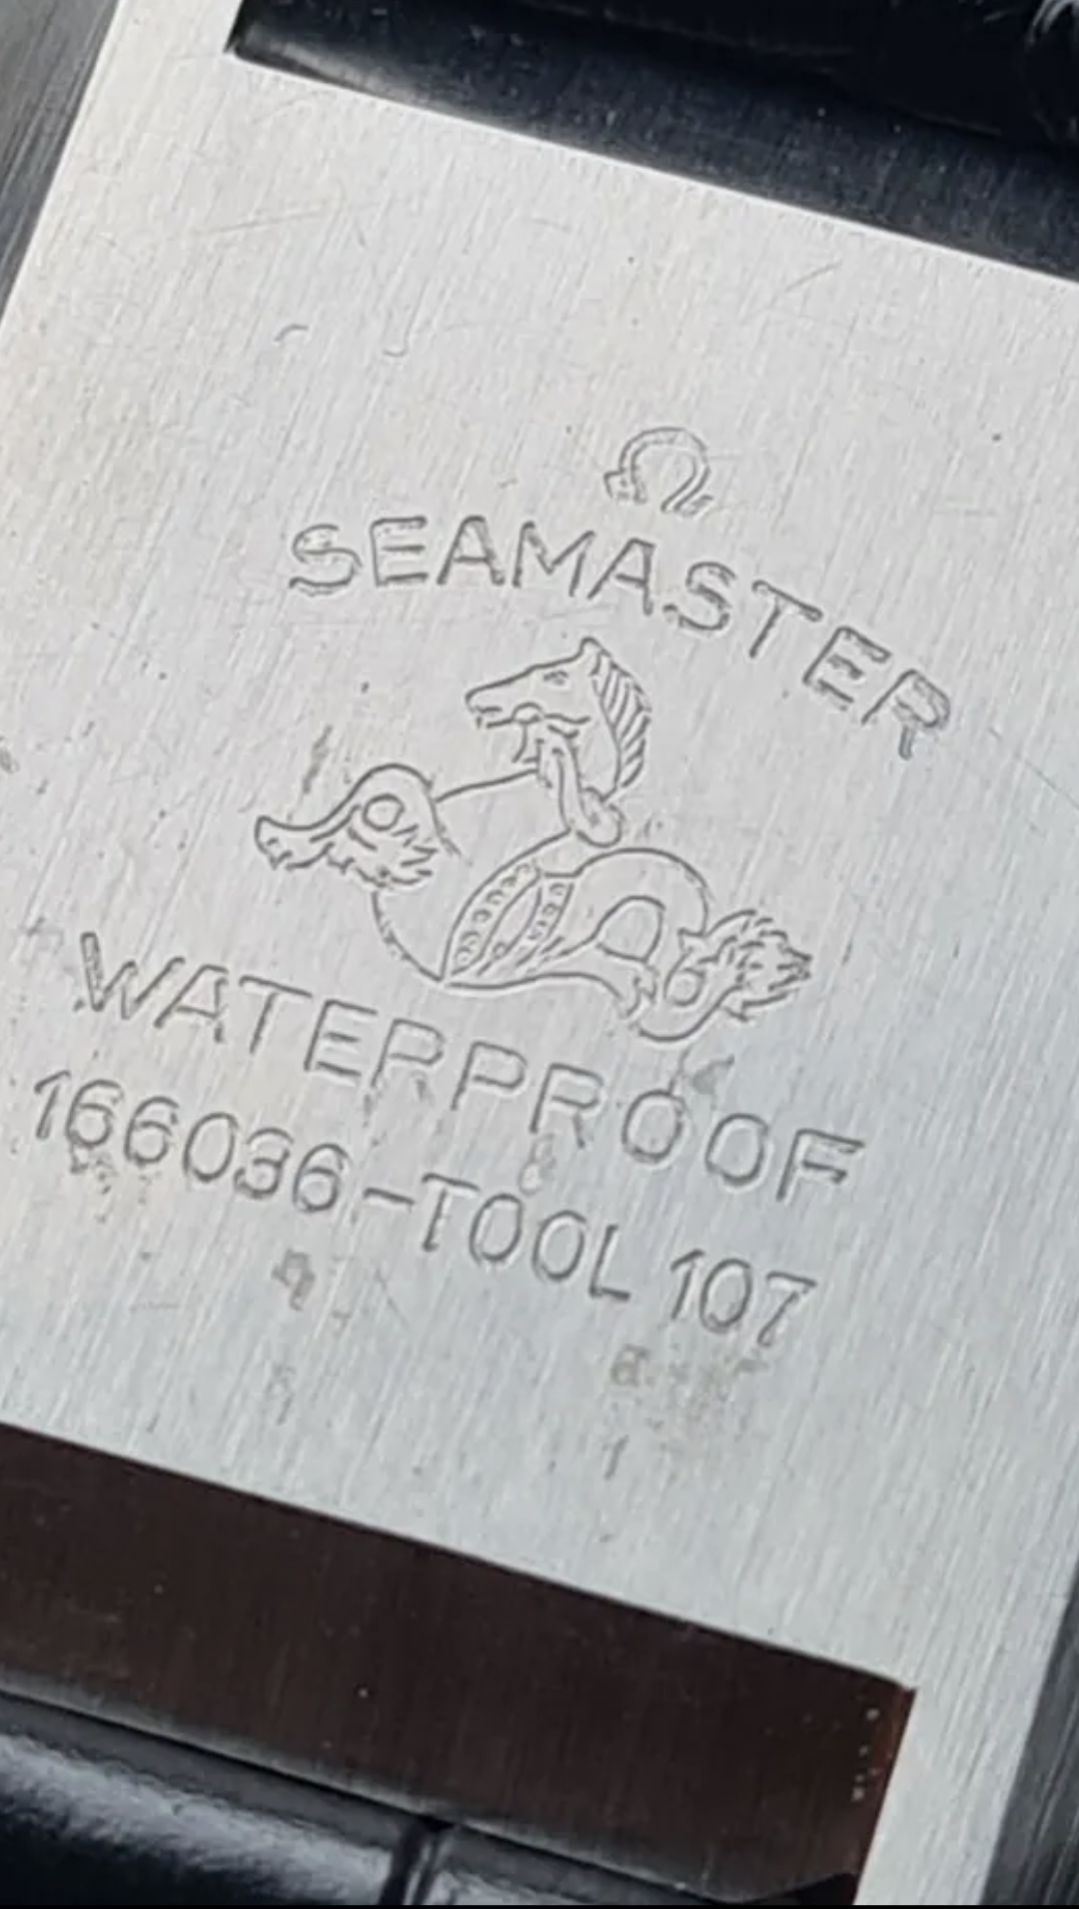 Ω
SEAMASTER
WATERPROOF
166036-TOOL 107